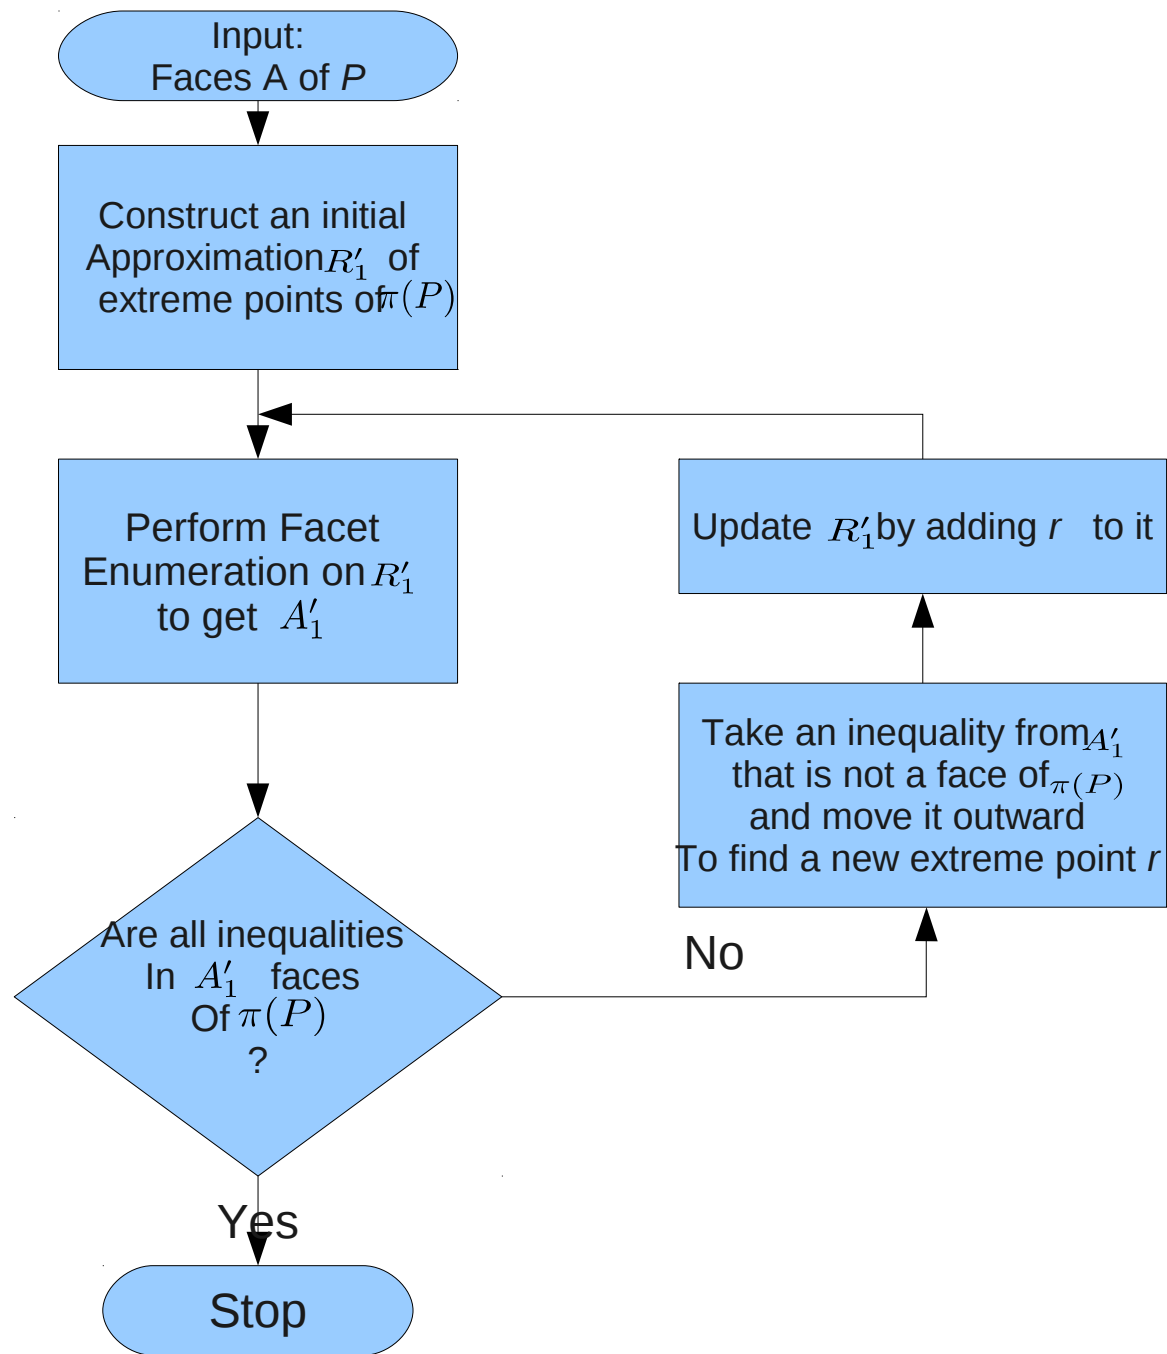 Input:
Faces A of P
Construct an initial
Approximation R′₁ of
extreme points of π(P)
Perform Facet
Enumeration on R′₁
to get A′₁
Are all inequalities
In A′₁ faces
Of π(P)
?
Yes
Stop
No
Take an inequality from A′₁
that is not a face of π(P)
and move it outward
To find a new extreme point r
Update R′₁ by adding r to it